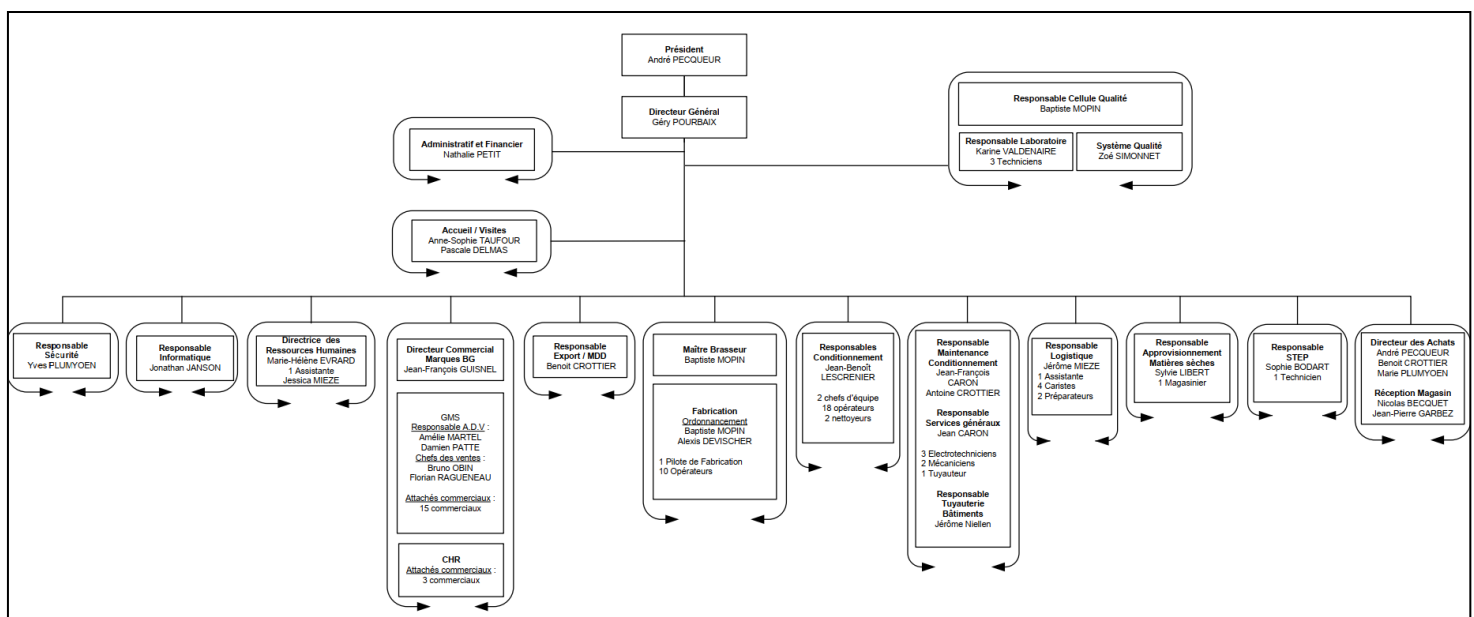 Président
André PECQUEUR
Directeur Général
Géry POURBAIX
Responsable Cellule Qualité
Baptiste MOPIN
Responsable Laboratoire
Karine VALDENAIRE
3 Techniciens
Système Qualité
Zoé SIMONNET
Administratif et Financier
Nathalie PETIT
Accueil / Visites
Anne-Sophie TAUFOUR
Pascale DELMAS
Responsable
Sécurité
Yves PLUMYOEN
Responsable
Informatique
Jonathan JANSON
Directrice des
Ressources Humaines
Marie-Hélène EVRARD
1 Assistante
Jessica MIEZE
Directeur Commercial
Marques BG
Jean-François GUISNEL
GMS
Responsable A.D.V :
Amélie MARTEL
Damien PATTE
Chefs des ventes :
Bruno OBIN
Florian RAGUENEAU
Attachés commerciaux :
15 commerciaux
CHR
Attachés commerciaux :
3 commerciaux
Responsable
Export / MDD
Benoit CROTTIER
Maître Brasseur
Baptiste MOPIN
Fabrication
Ordonnancement
Baptiste MOPIN
Alexis DEVISCHER
1 Pilote de Fabrication
10 Opérateurs
Responsables
Conditionnement
Jean-Benoît
LESCRENIER
2 chefs d'équipe
18 opérateurs
2 nettoyeurs
Responsable
Maintenance
Conditionnement
Jean-François
CARON
Antoine CROTTIER
Responsable
Services généraux
Jean CARON
3 Electrotechniciens
2 Mécaniciens
1 Tuyauteur
Responsable
Tuyauterie
Bâtiments
Jérôme Niellen
Responsable
Logistique
Jérôme MIEZE
1 Assistante
4 Caristes
2 Préparateurs
Responsable
Approvisionnement
Matières sèches
Sylvie LIBERT
1 Magasinier
Responsable
STEP
Sophie BODART
1 Technicien
Directeur des Achats
André PECQUEUR
Benoit CROTTIER
Marie PLUMYOEN
Réception Magasin
Nicolas BECQUET
Jean-Pierre GARBEZ